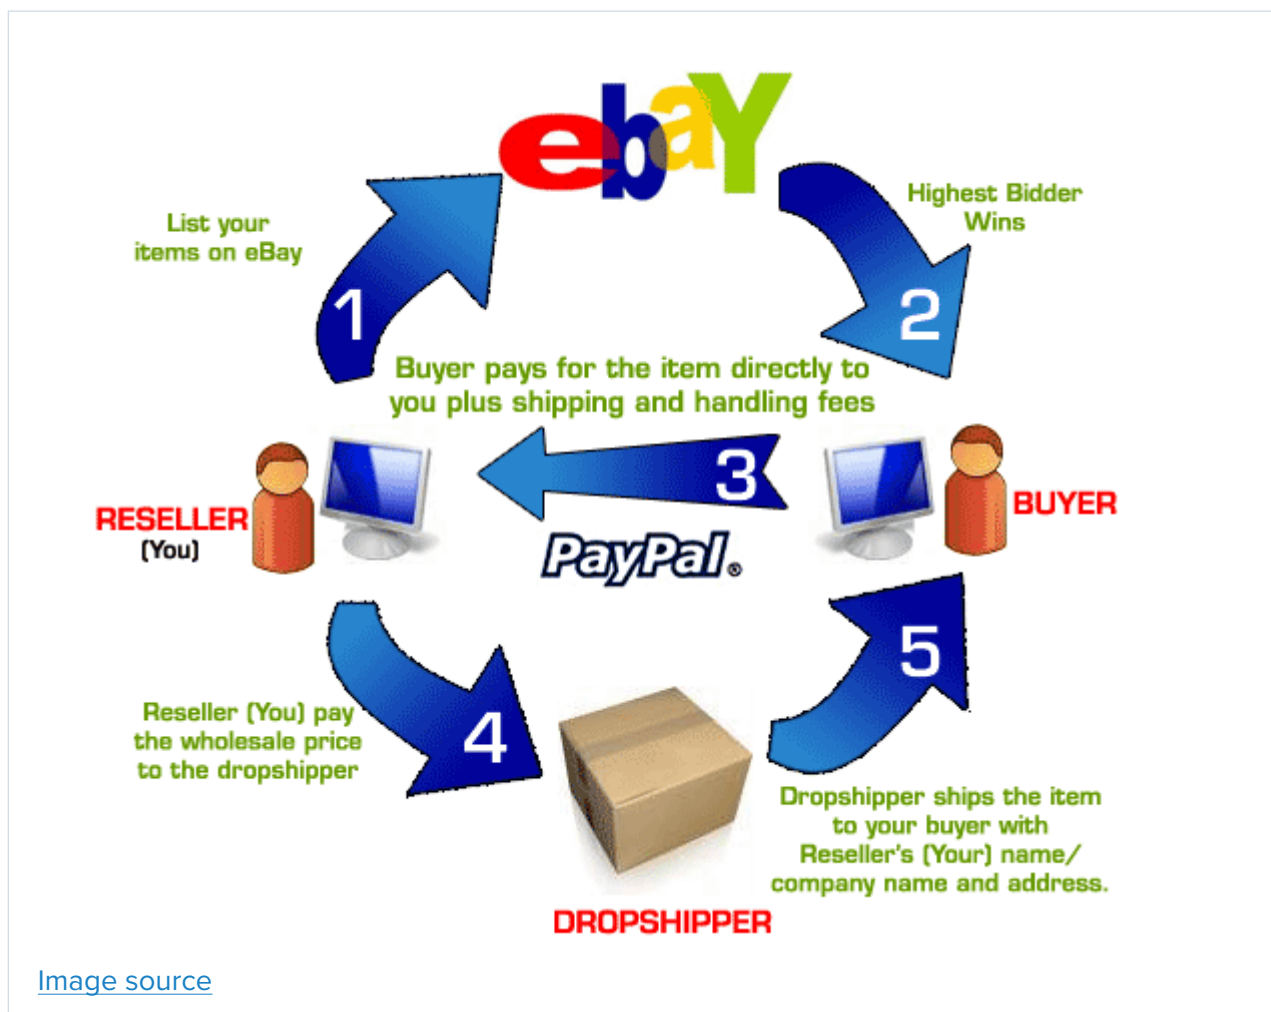 ebaY
List your
items on eBay
1
Highest Bidder
Wins
2
Buyer pays for the item directly to
you plus shipping and handling fees
3
RESELLER
(You)
PayPal®
BUYER
Reseller (You) pay
the wholesale price
to the dropshipper
4
5
Dropshipper ships the item
to your buyer with
Reseller's (Your) name/
company name and address.
DROPSHIPPER
Image source